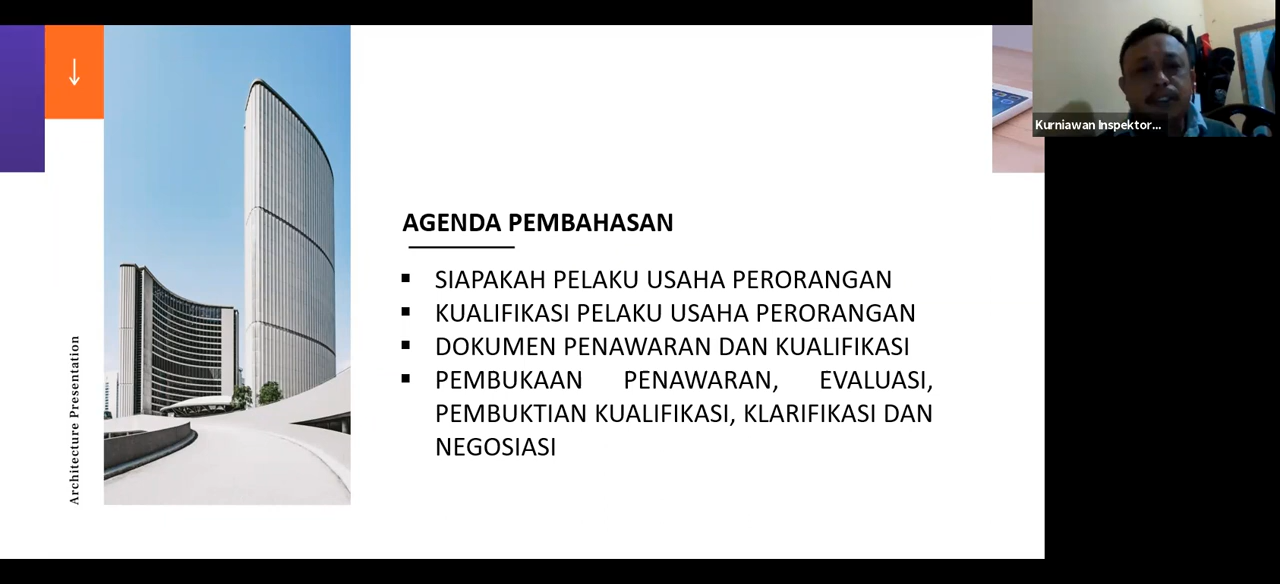 Kurniawan Inspektor...
AGENDA PEMBAHASAN
▪ SIAPAKAH PELAKU USAHA PERORANGAN
▪ KUALIFIKASI PELAKU USAHA PERORANGAN
▪ DOKUMEN PENAWARAN DAN KUALIFIKASI
▪ PEMBUKAAN PENAWARAN, EVALUASI,
PEMBUKTIAN KUALIFIKASI, KLARIFIKASI DAN
NEGOSIASI
Architecture Presentation